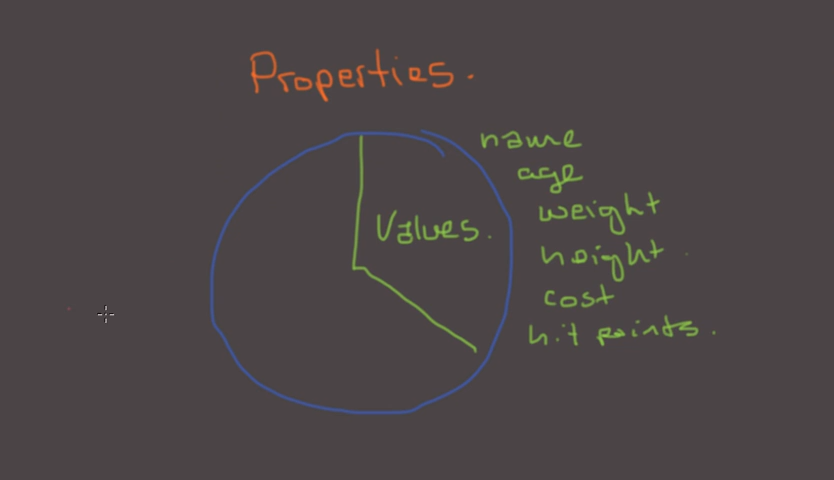 Properties.
name
age
weight
Values.
height
cost
hit points.